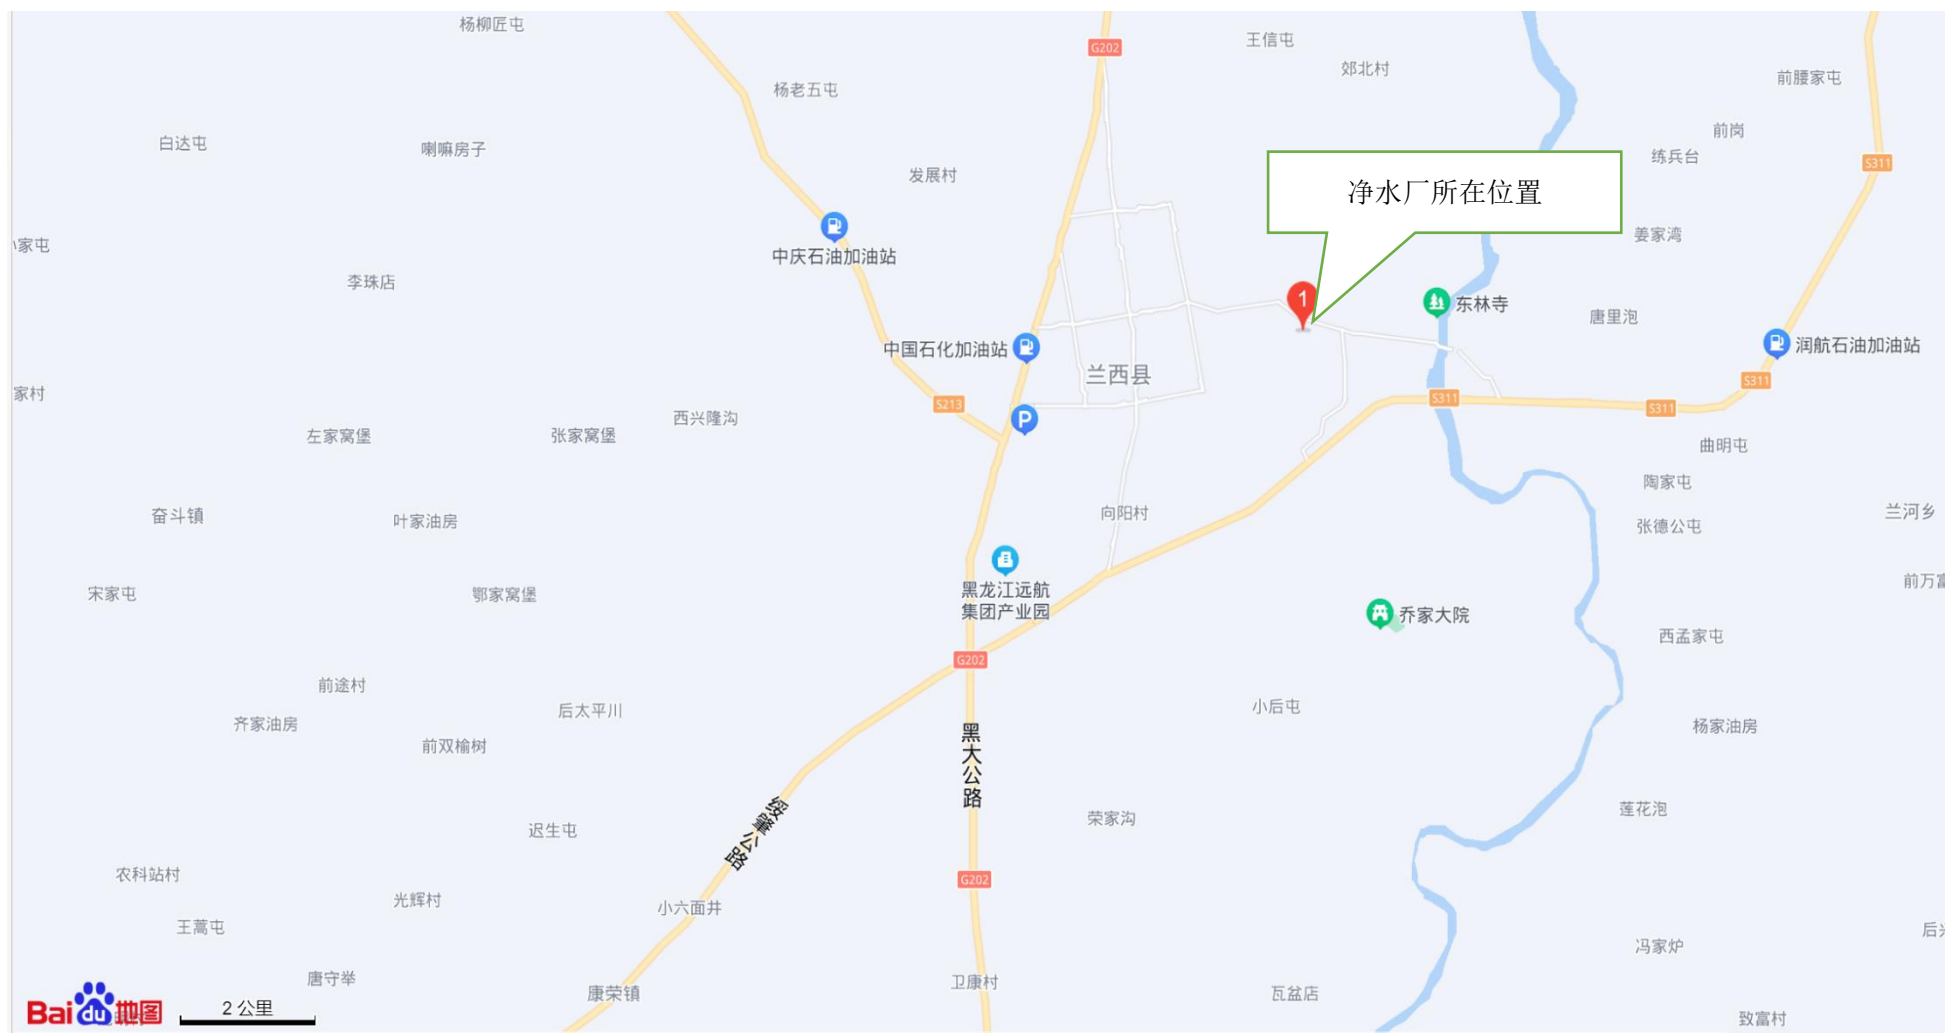 杨柳匠屯
G202
王信屯
郊北村
前腰家屯
杨老五屯
前岗
白达屯
喇嘛房子
练兵台
S311
发展村
净水厂所在位置
姜家湾
家屯
中庆石油加油站
李珠店
1
东林寺
唐里泡
中国石化加油站
润航石油加油站
兰西县
S311
家村
S213
S311
S311
西兴隆沟
P
左家窝堡
张家窝堡
曲明屯
陶家屯
奋斗镇
叶家油房
向阳村
兰河乡
张德公屯
前万富
宋家屯
鄂家窝堡
黑龙江远航
集团产业园
乔家大院
西孟家屯
G202
前途村
后太平川
小后屯
齐家油房
杨家油房
前双榆树
黑大公路
绥肇公路
莲花泡
荣家沟
迟生屯
农科站村
G202
光辉村
小六面井
王蒿屯
后兴
冯家炉
唐守举
康荣镇
卫康村
瓦盆店
Baidu地图
2 公里
致富村